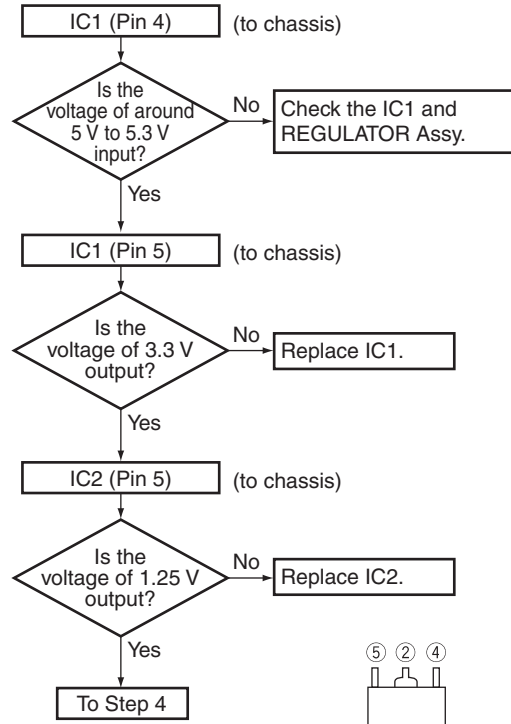 IC1 (Pin 4) (to chassis)
Is the
voltage of around
5 V to 5.3 V
input?
No
Check the IC1 and
REGULATOR Assy.
Yes
IC1 (Pin 5) (to chassis)
Is the
voltage of 3.3 V
output?
No
Replace IC1.
Yes
IC2 (Pin 5) (to chassis)
Is the
voltage of 1.25 V
output?
No
Replace IC2.
Yes
To Step 4
⑤ ② ④